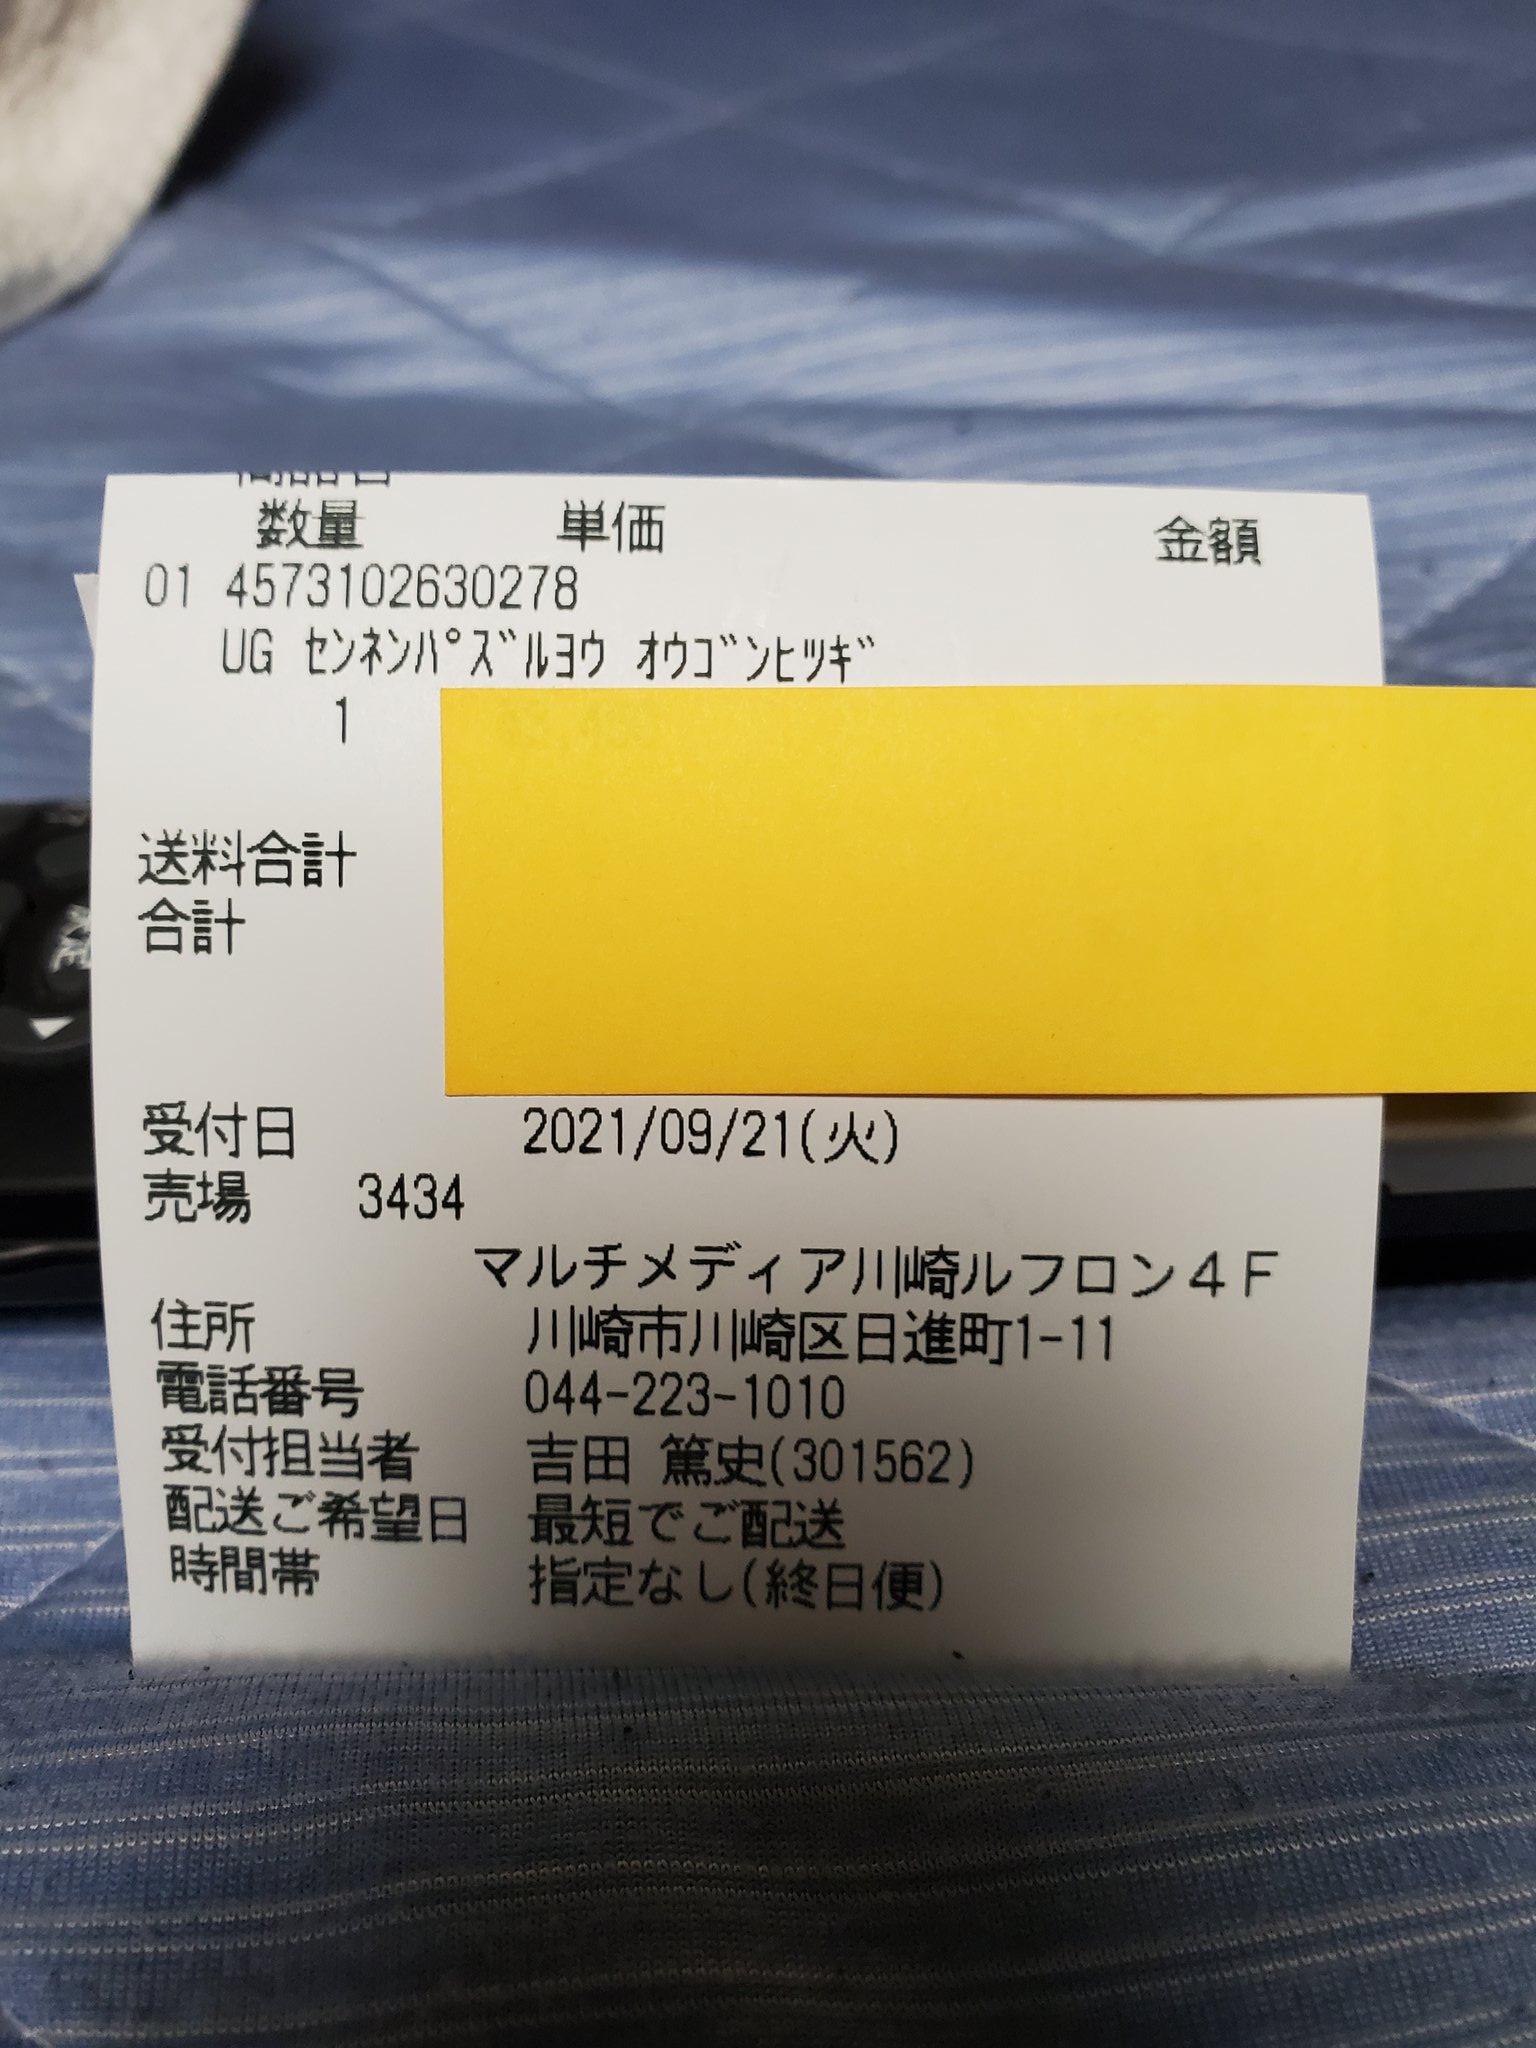 数量 単価 金額
01 4573102630278
UG ｾﾝﾈﾝﾊﾟｽﾞﾙﾖｳ ｵｳｺﾞﾝﾋﾂｷﾞ
1
送料合計
合計
受付日 2021/09/21(火)
売場 3434
マルチメディア川崎ルフロン４Ｆ
住所 川崎市川崎区日進町1-11
電話番号 044-223-1010
受付担当者 吉田 篤史(301562)
配送ご希望日 最短でご配送
時間帯 指定なし(終日便)